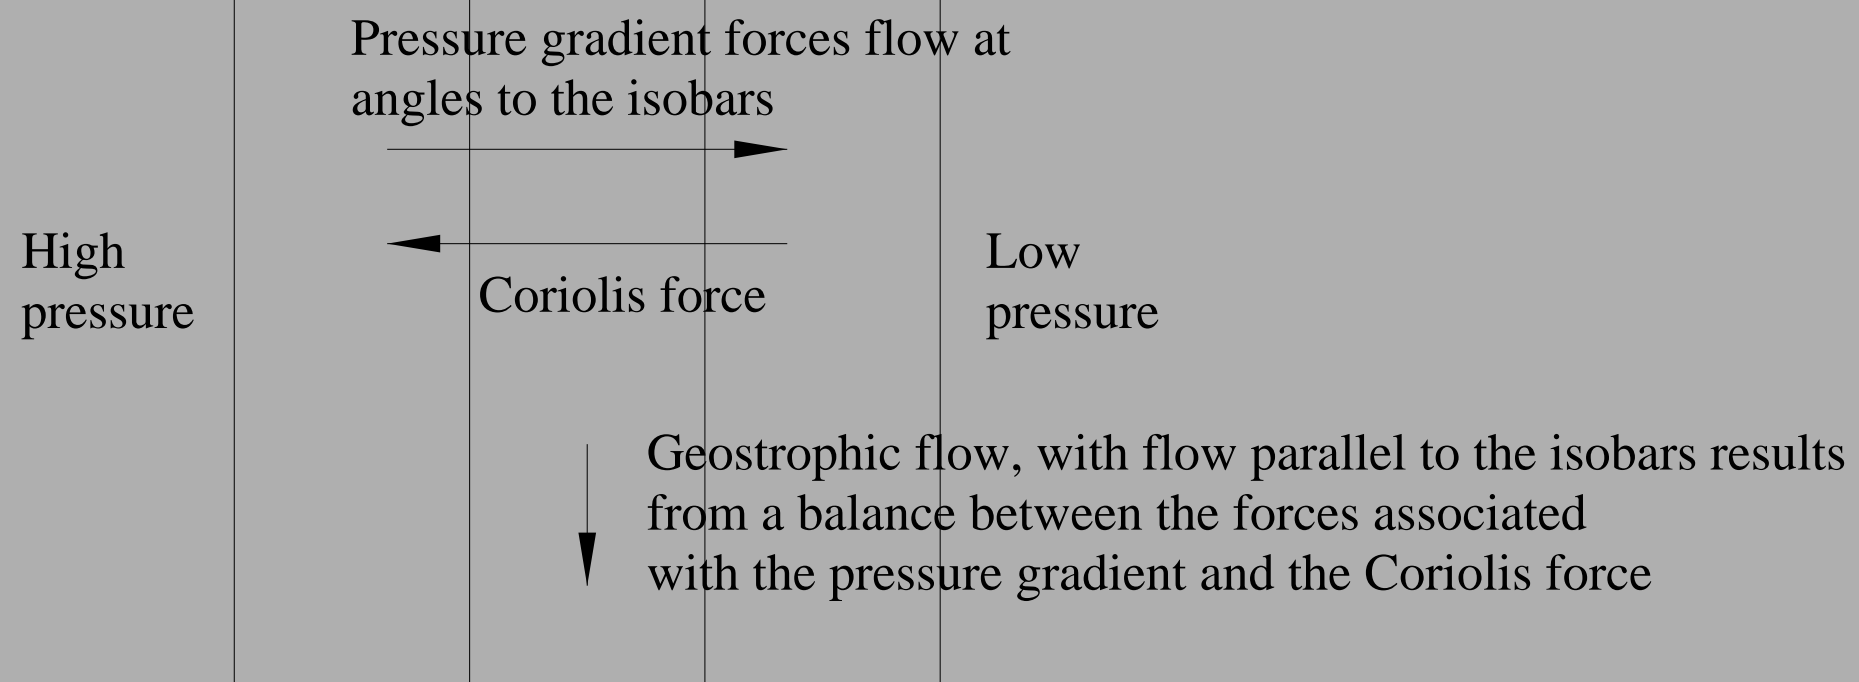 Pressure gradient forces flow at
angles to the isobars
High
pressure
Coriolis force
Low
pressure
Geostrophic flow, with flow parallel to the isobars results
from a balance between the forces associated
with the pressure gradient and the Coriolis force